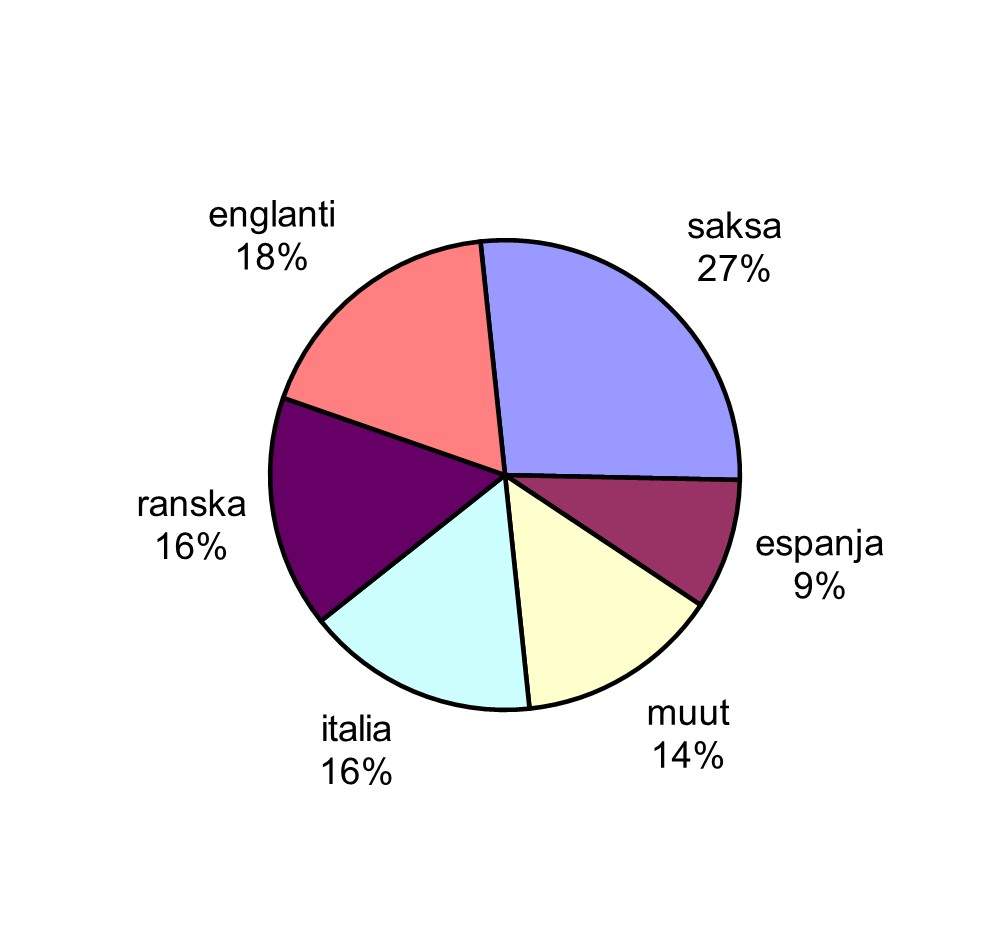 englanti
18%
saksa
27%
ranska
16%
espanja
9%
italia
16%
muut
14%